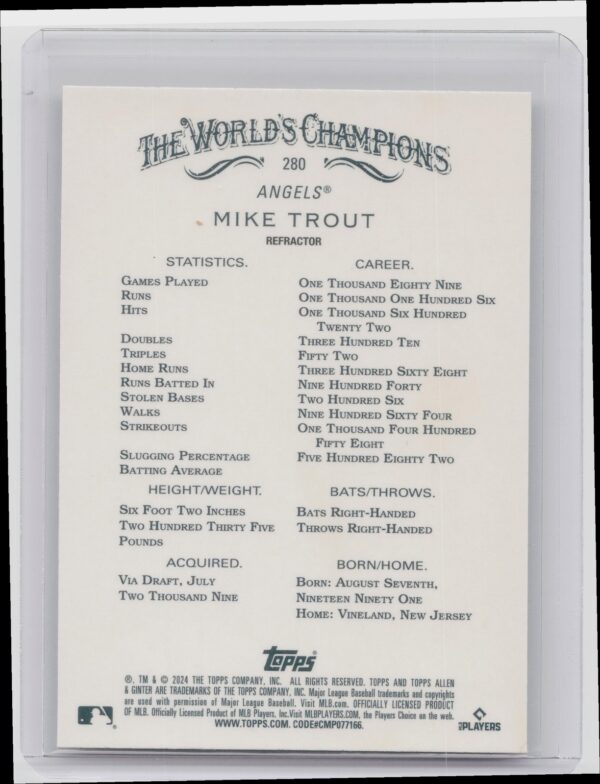 THE WORLD'S CHAMPIONS
280
ANGELS®
MIKE TROUT
REFRACTOR
STATISTICS. CAREER.
GAMES PLAYED ONE THOUSAND EIGHTY NINE
RUNS ONE THOUSAND ONE HUNDRED SIX
HITS ONE THOUSAND SIX HUNDRED
TWENTY TWO
DOUBLES THREE HUNDRED TEN
TRIPLES FIFTY TWO
HOME RUNS THREE HUNDRED SIXTY EIGHT
RUNS BATTED IN NINE HUNDRED FORTY
STOLEN BASES TWO HUNDRED SIX
WALKS NINE HUNDRED SIXTY FOUR
STRIKEOUTS ONE THOUSAND FOUR HUNDRED
FIFTY EIGHT
SLUGGING PERCENTAGE FIVE HUNDRED EIGHTY TWO
BATTING AVERAGE
HEIGHT/WEIGHT. BATS/THROWS.
SIX FOOT TWO INCHES BATS RIGHT-HANDED
TWO HUNDRED THIRTY FIVE THROWS RIGHT-HANDED
POUNDS
ACQUIRED. BORN/HOME.
VIA DRAFT, JULY BORN: AUGUST SEVENTH,
TWO THOUSAND NINE NINETEEN NINETY ONE
HOME: VINELAND, NEW JERSEY
Topps®
®, TM & © 2024 THE TOPPS COMPANY, INC. ALL RIGHTS RESERVED. TOPPS AND TOPPS ALLEN
& GINTER ARE TRADEMARKS OF THE TOPPS COMPANY, INC. Major League Baseball trademarks and copyrights
are used with permission of Major League Baseball. Visit MLB.com. OFFICIALLY LICENSED PRODUCT
OF MLB. Officially Licensed Product of MLB Players, Inc. Visit MLBPLAYERS.COM, the Players Choice on the web.
WWW.TOPPS.COM. CODE#CMP077166.
PLAYERS